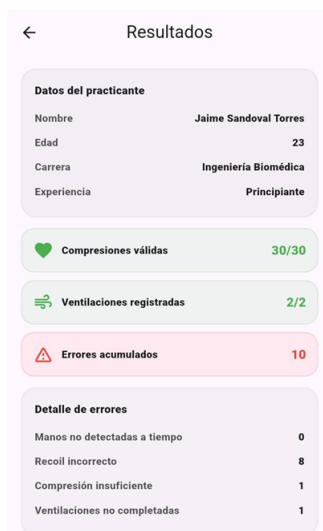 Resultados
Datos del practicante
Nombre Jaime Sandoval Torres
Edad 23
Carrera Ingeniería Biomédica
Experiencia Principiante
Compresiones válidas 30/30
Ventilaciones registradas 2/2
Errores acumulados 10
Detalle de errores
Manos no detectadas a tiempo 0
Recoil incorrecto 8
Compresión insuficiente 1
Ventilaciones no completadas 1